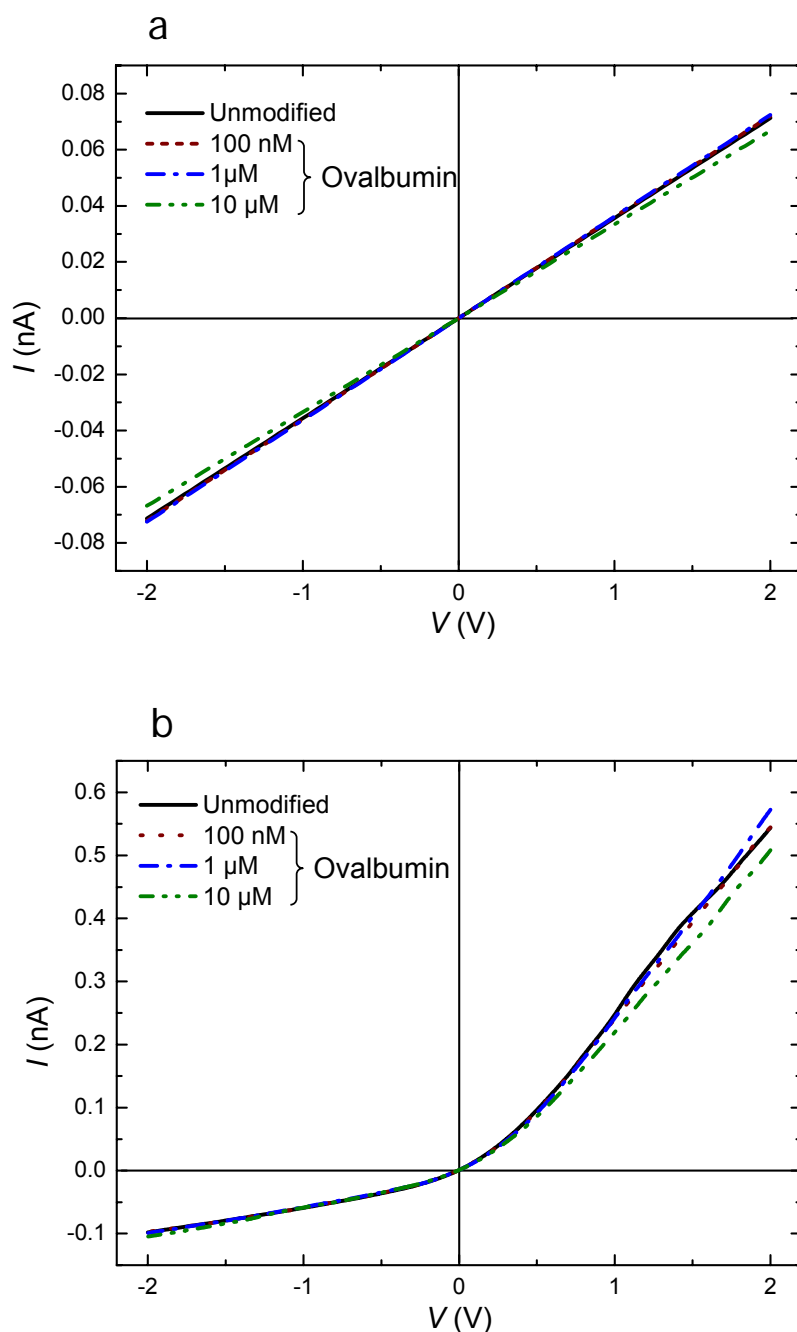 a
0.08
0.06
0.04
0.02
0.00
-0.02
-0.04
-0.06
-0.08
I (nA)
Unmodified
100 nM
1µM
10 µM
Ovalbumin
-2
-1
0
1
2
V (V)
b
0.6
0.5
0.4
0.3
0.2
0.1
0.0
-0.1
I (nA)
Unmodified
100 nM
1 µM
10 µM
Ovalbumin
-2
-1
0
1
2
V (V)